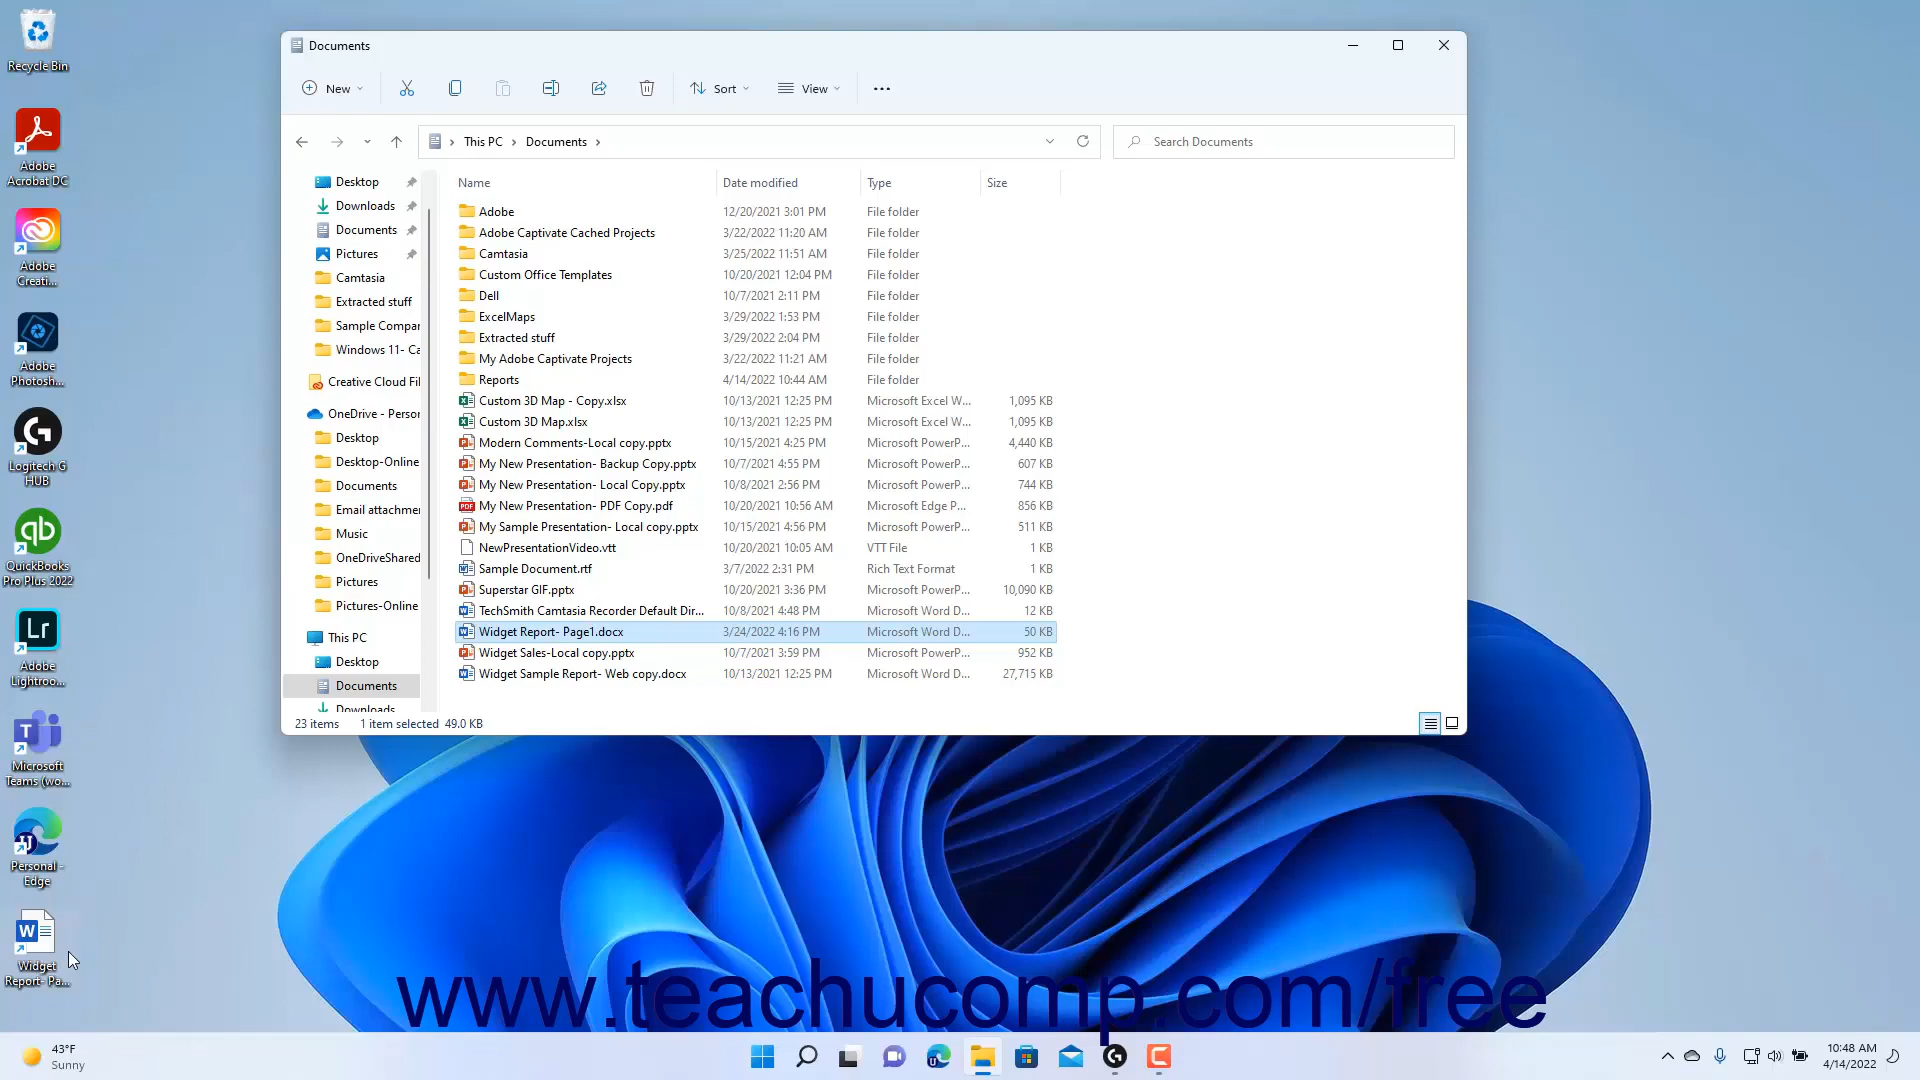 Recycle Bin
Adobe
Acrobat DC
Adobe
Creati...
Adobe
Photosh...
Logitech G
HUB
QuickBooks
Pro Plus 2022
Adobe
Lightroo...
Microsoft
Teams (wo...
Personal -
Edge
Widget
Report- Pa...
Documents
New
Sort
View
This PC > Documents >
Search Documents
Desktop
Downloads
Documents
Pictures
Camtasia
Extracted stuff
Sample Compar
Windows 11- Ca
Creative Cloud Fil
OneDrive - Person
Desktop
Desktop-Online
Documents
Email attachme
Music
OneDriveShared
Pictures
Pictures-Online
This PC
Desktop
Documents
Downloads
Name Date modified Type Size
Adobe 12/20/2021 3:01 PM File folder
Adobe Captivate Cached Projects 3/22/2022 11:20 AM File folder
Camtasia 3/25/2022 11:51 AM File folder
Custom Office Templates 10/20/2021 12:04 PM File folder
Dell 10/7/2021 2:11 PM File folder
ExcelMaps 3/29/2022 1:53 PM File folder
Extracted stuff 3/29/2022 2:04 PM File folder
My Adobe Captivate Projects 3/22/2022 11:21 AM File folder
Reports 4/14/2022 10:44 AM File folder
Custom 3D Map - Copy.xlsx 10/13/2021 12:25 PM Microsoft Excel W... 1,095 KB
Custom 3D Map.xlsx 10/13/2021 12:25 PM Microsoft Excel W... 1,095 KB
Modern Comments-Local copy.pptx 10/15/2021 4:25 PM Microsoft PowerP... 4,440 KB
My New Presentation- Backup Copy.pptx 10/7/2021 4:55 PM Microsoft PowerP... 607 KB
My New Presentation- Local Copy.pptx 10/8/2021 2:56 PM Microsoft PowerP... 744 KB
My New Presentation- PDF Copy.pdf 10/20/2021 10:56 AM Microsoft Edge P... 856 KB
My Sample Presentation- Local copy.pptx 10/15/2021 4:56 PM Microsoft PowerP... 511 KB
NewPresentationVideo.vtt 10/20/2021 10:05 AM VTT File 1 KB
Sample Document.rtf 3/7/2022 2:31 PM Rich Text Format 1 KB
Superstar GIF.pptx 10/20/2021 3:36 PM Microsoft PowerP... 10,090 KB
TechSmith Camtasia Recorder Default Dir... 10/8/2021 4:48 PM Microsoft Word D... 12 KB
Widget Report- Page1.docx 3/24/2022 4:16 PM Microsoft Word D... 50 KB
Widget Sales-Local copy.pptx 10/7/2021 3:59 PM Microsoft PowerP... 952 KB
Widget Sample Report- Web copy.docx 10/13/2021 12:25 PM Microsoft Word D... 27,715 KB
23 items 1 item selected 49.0 KB
www.teachucomp.com/free
43°F
Sunny
10:48 AM
4/14/2022